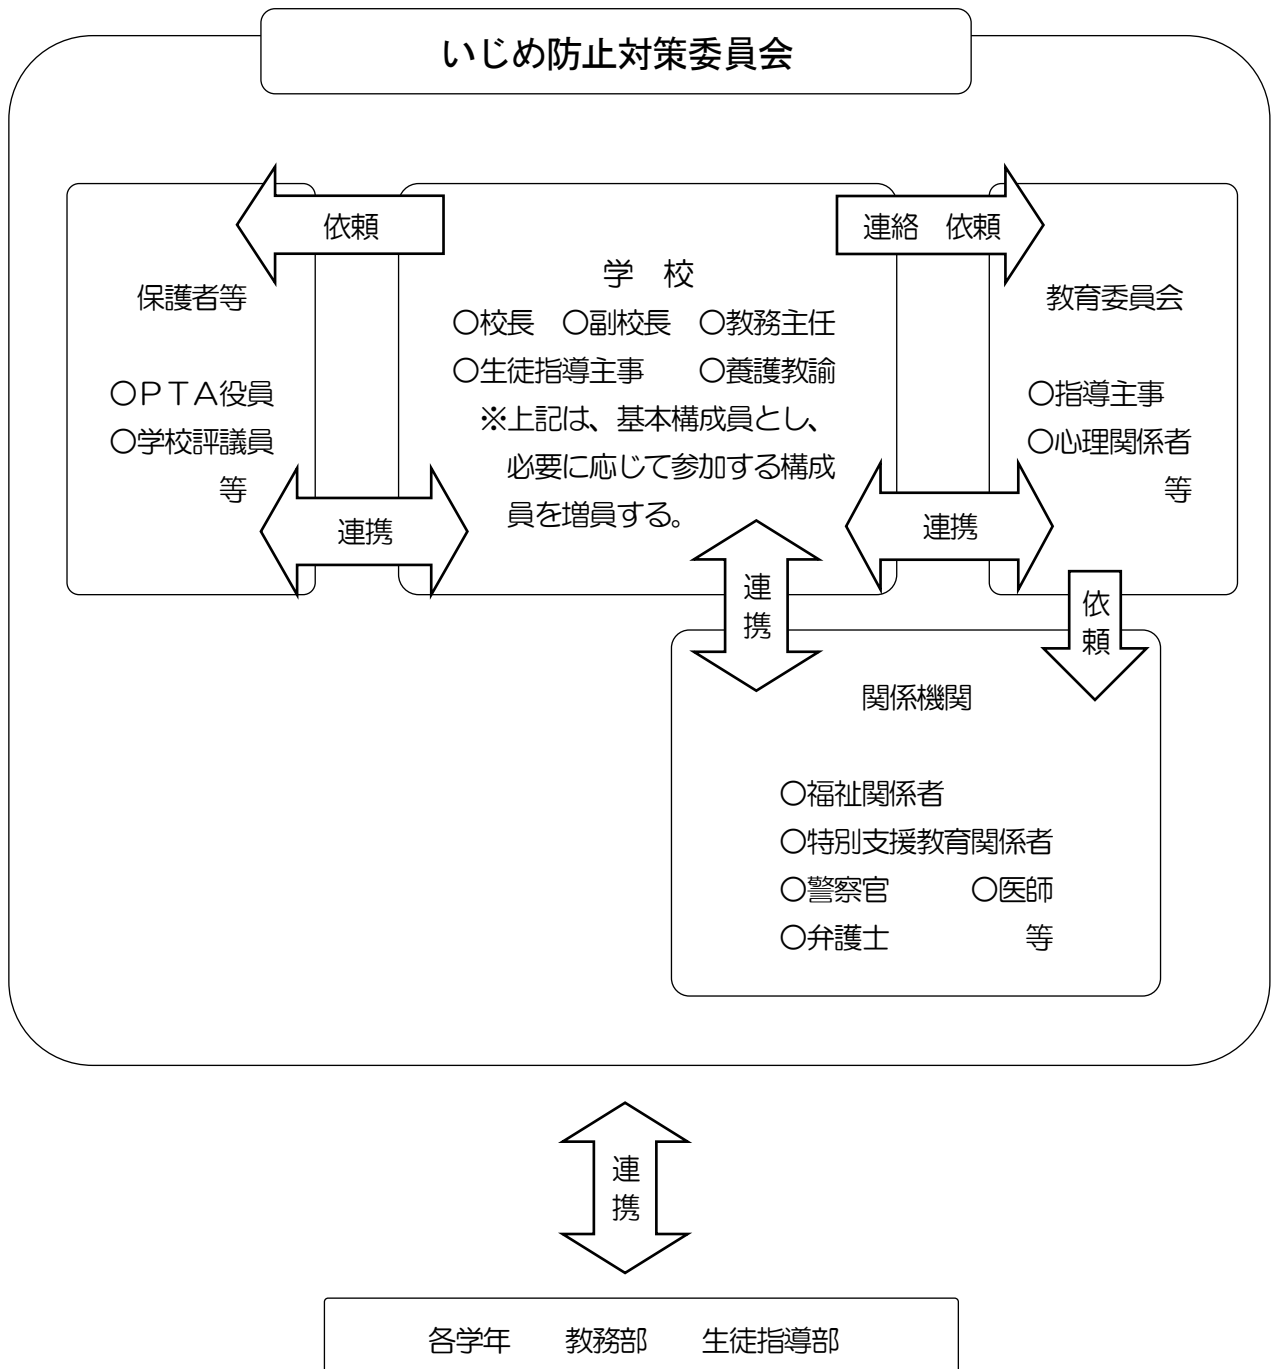 いじめ防止対策委員会
依頼
保護者等
○ＰＴＡ役員
○学校評議員
等
連携
学　校
○校長　○副校長　○教務主任
○生徒指導主事　　○養護教諭
※上記は、基本構成員とし、
必要に応じて参加する構成
員を増員する。
連絡　依頼
教育委員会
○指導主事
○心理関係者
等
連携
連携
依頼
関係機関
○福祉関係者
○特別支援教育関係者
○警察官　　　○医師
○弁護士　　　　　等
連携
各学年　　教務部　　生徒指導部